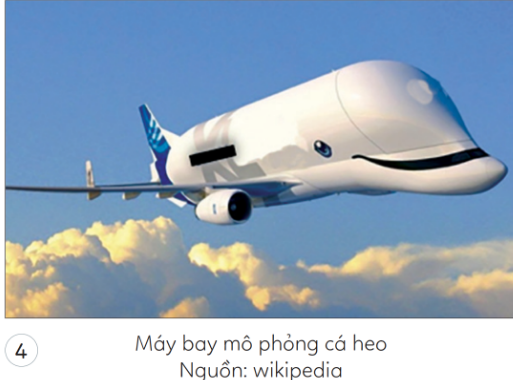 4
Máy bay mô phỏng cá heo
Nguồn: wikipedia